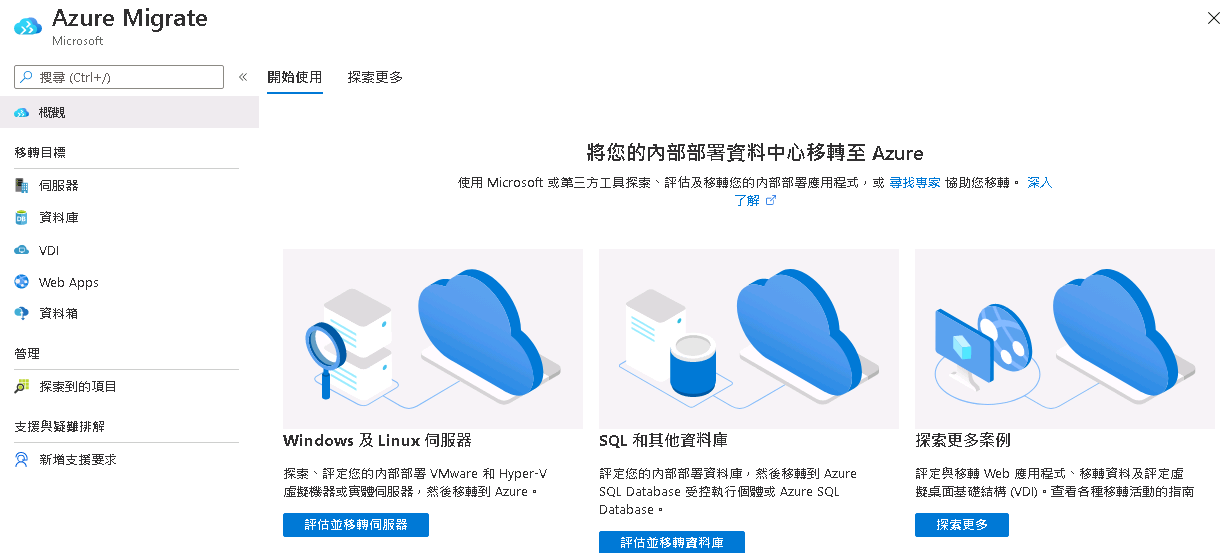 Azure Migrate
Microsoft
搜尋 (Ctrl+/)
«
概觀
移轉目標
伺服器
資料庫
DB
VDI
Web Apps
資料箱
管理
探索到的項目
支援與疑難排解
新增支援要求
開始使用
探索更多
將您的內部部署資料中心移轉至 Azure
使用 Microsoft 或第三方工具探索、評估及移轉您的內部部署應用程式，或 尋找專家 協助您移轉。 深入
了解
Windows 及 Linux 伺服器
探索、評定您的內部部署 VMware 和 Hyper-V
虛擬機器或實體伺服器，然後移轉到 Azure。
評估並移轉伺服器
SQL 和其他資料庫
評定您的內部部署資料庫，然後移轉到 Azure
SQL Database 受控執行個體或 Azure SQL
Database。
評估並移轉資料庫
探索更多案例
評定與移轉 Web 應用程式、移轉資料及評定虛
擬桌面基礎結構 (VDI)。查看各種移轉活動的指南
探索更多